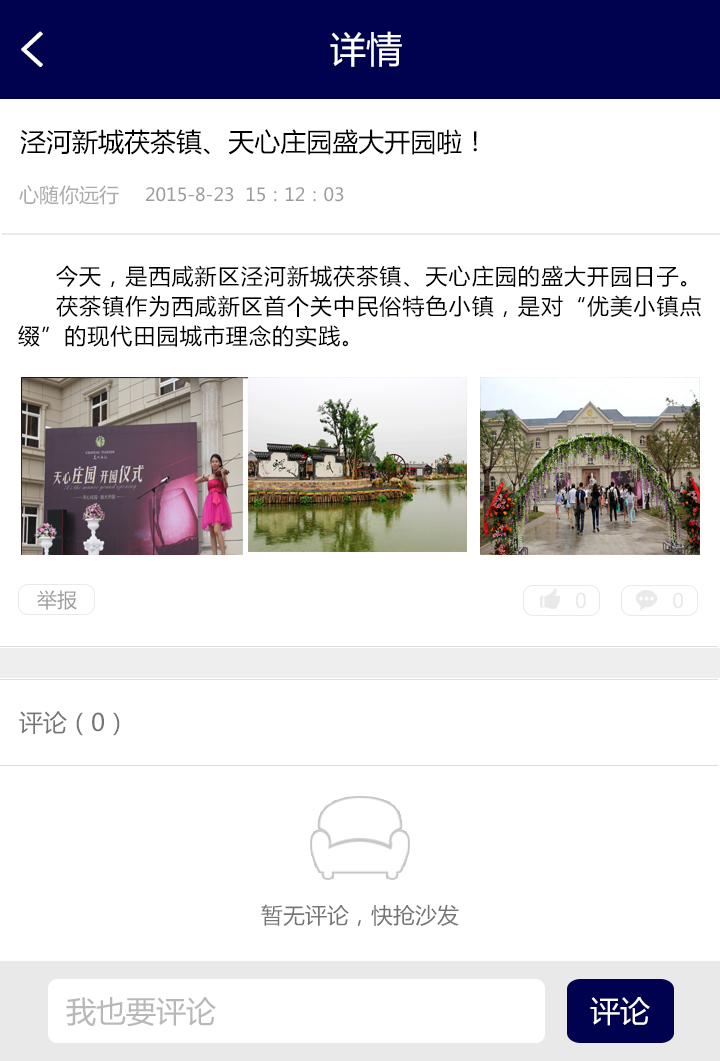 详情
泾河新城茯茶镇、天心庄园盛大开园啦！
心随你远行 2015-8-23 15：12：03
今天，是西咸新区泾河新城茯茶镇、天心庄园的盛大开园日子。
茯茶镇作为西咸新区首个关中民俗特色小镇，是对“优美小镇点
缀”的现代田园城市理念的实践。
天心庄园 开园仪式
举报 0 0
评论（0）
暂无评论，快抢沙发
我也要评论 评论